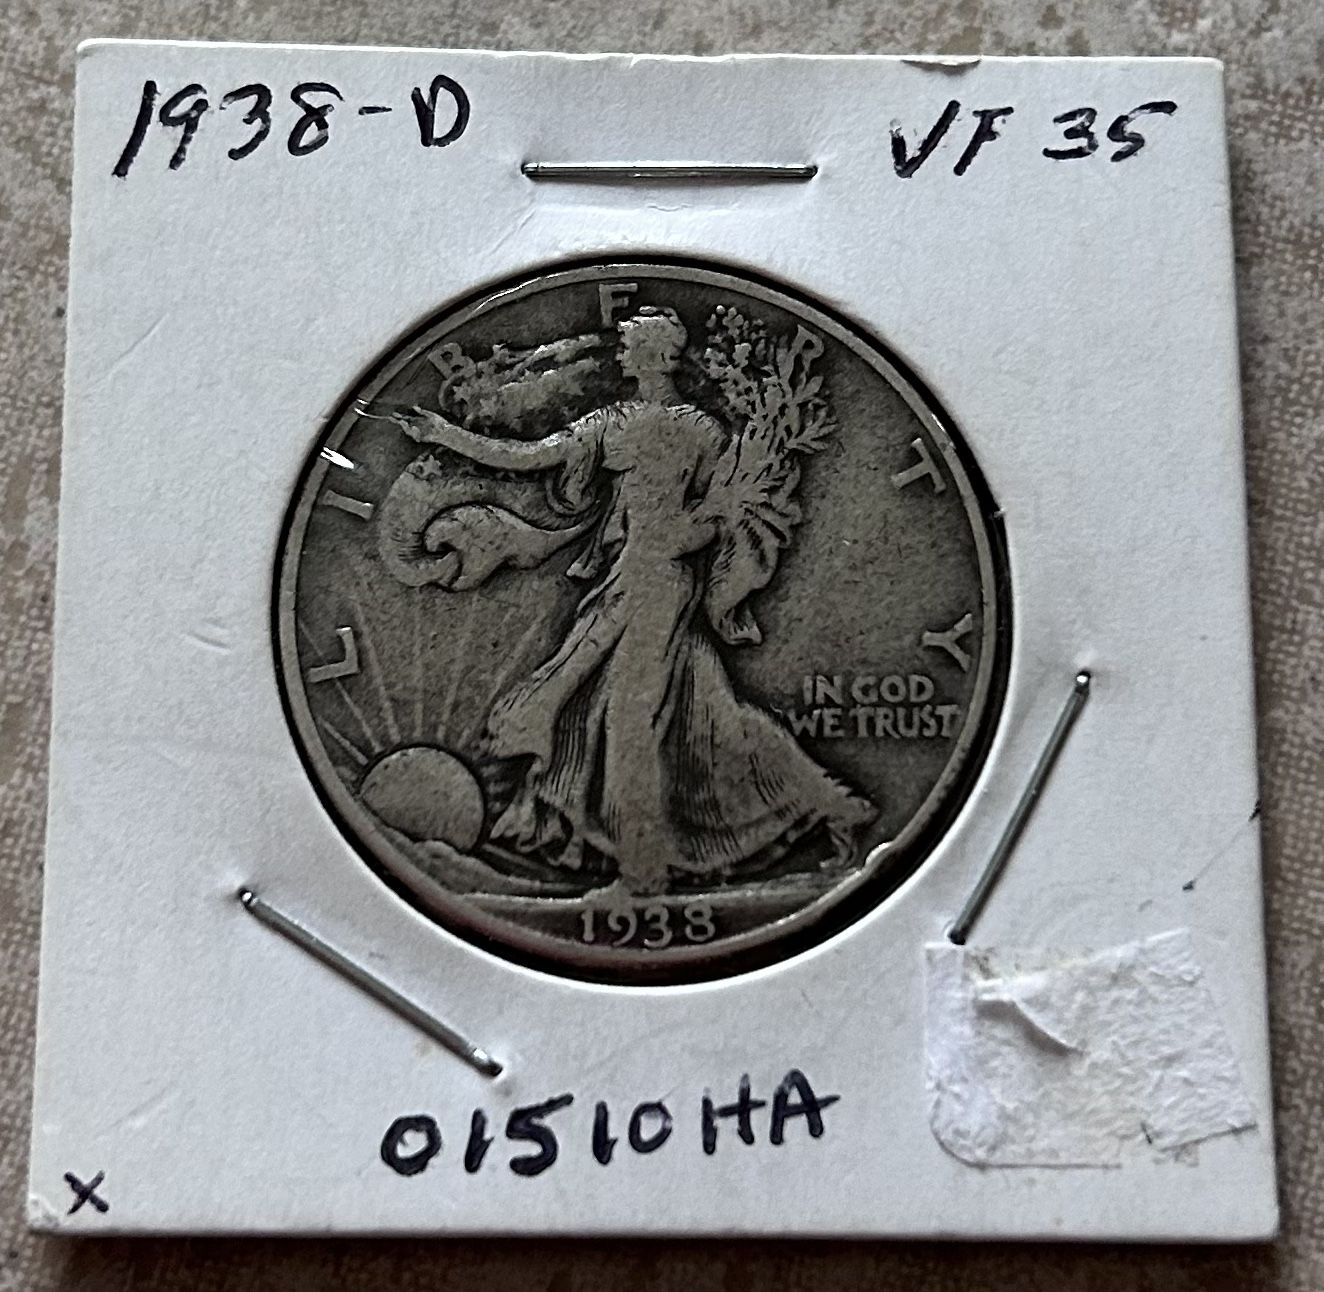 1938-D
VF 35
LIBERTY
IN GOD
WE TRUST
1938
01510HA
X